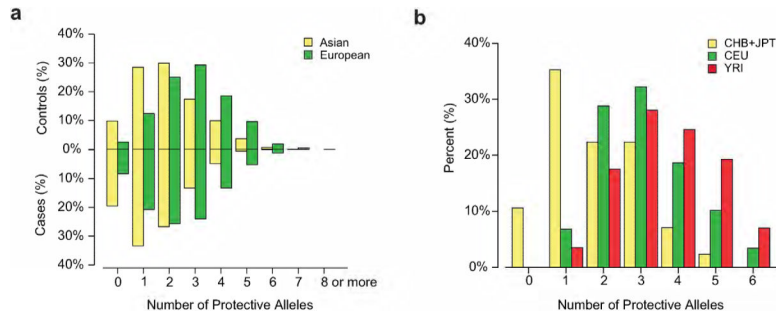 a
40%
30%
20%
10%
0%
10%
20%
30%
40%
Controls (%)
Cases (%)
Asian
European
0 1 2 3 4 5 6 7 8 or more
Number of Protective Alleles
b
40%
30%
20%
10%
0%
Percent (%)
CHB+JPT
CEU
YRI
0 1 2 3 4 5 6
Number of Protective Alleles